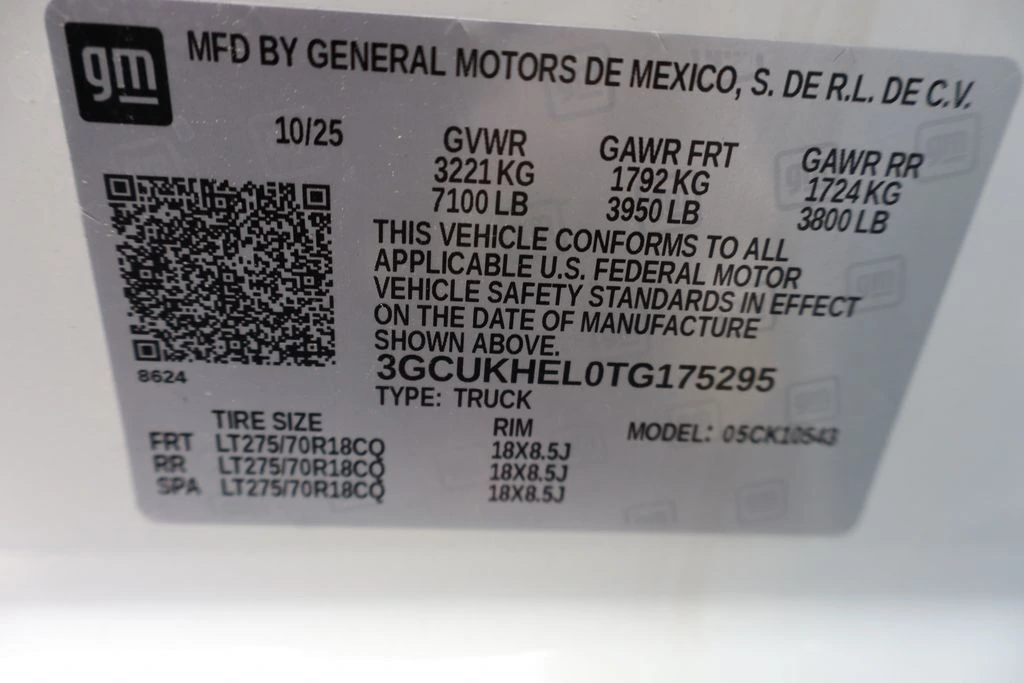 gm
MFD BY GENERAL MOTORS DE MEXICO, S. DE R.L. DE C.V.
10/25
GVWR
3221 KG
7100 LB
GAWR FRT
1792 KG
3950 LB
GAWR RR
1724 KG
3800 LB
THIS VEHICLE CONFORMS TO ALL
APPLICABLE U.S. FEDERAL MOTOR
VEHICLE SAFETY STANDARDS IN EFFECT
ON THE DATE OF MANUFACTURE
SHOWN ABOVE.
3GCUKHEL0TG175295
TYPE: TRUCK
8624
TIRE SIZE RIM
FRT LT275/70R18CQ 18X8.5J
RR LT275/70R18CQ 18X8.5J
SPA LT275/70R18CQ 18X8.5J
MODEL: 05CK10543